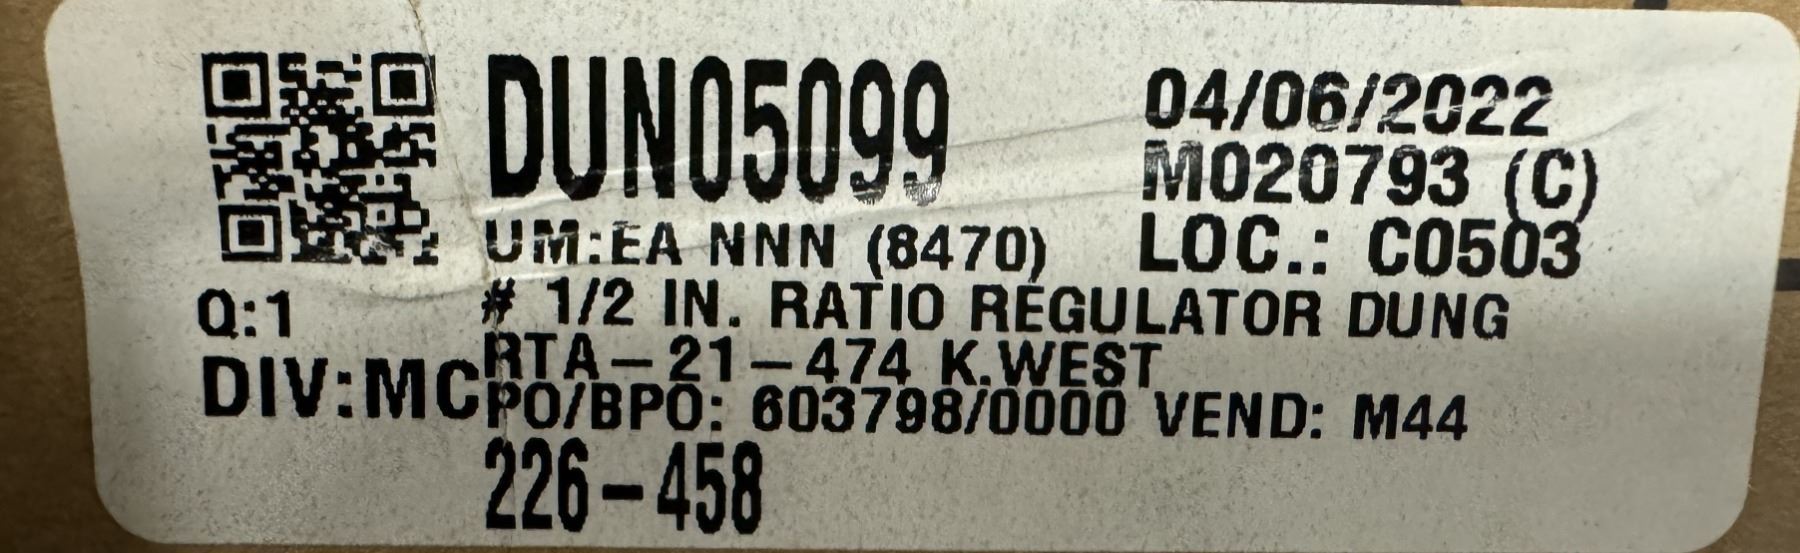 DUN05099
04/06/2022
M020793 (C)
UM:EA NNN (8470)
LOC.: C0503
Q:1
# 1/2 IN. RATIO REGULATOR DUNG
RTA-21-474 K.WEST
DIV:MC
PO/BPO: 603798/0000 VEND: M44
226-458